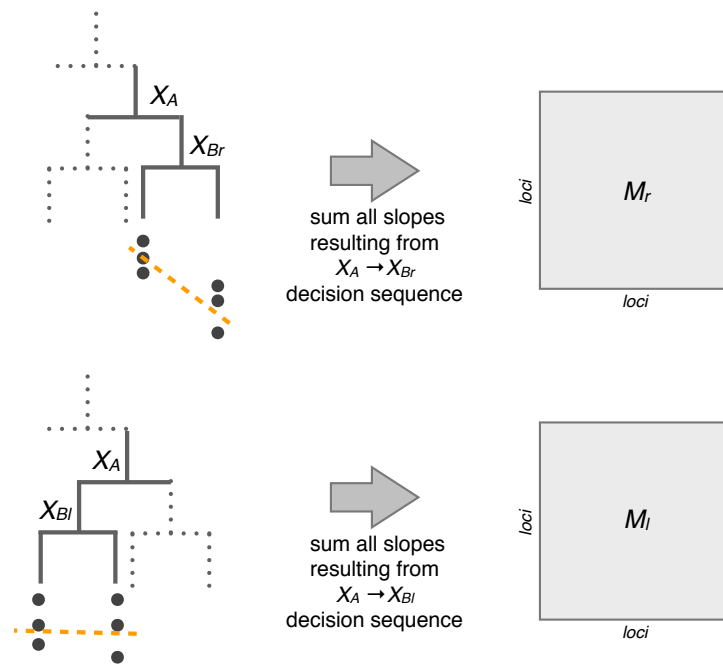 X_A
X_Br
sum all slopes
resulting from
X_A → X_Br
decision sequence
loci
M_r
loci
X_A
X_Bl
sum all slopes
resulting from
X_A → X_Bl
decision sequence
loci
M_l
loci